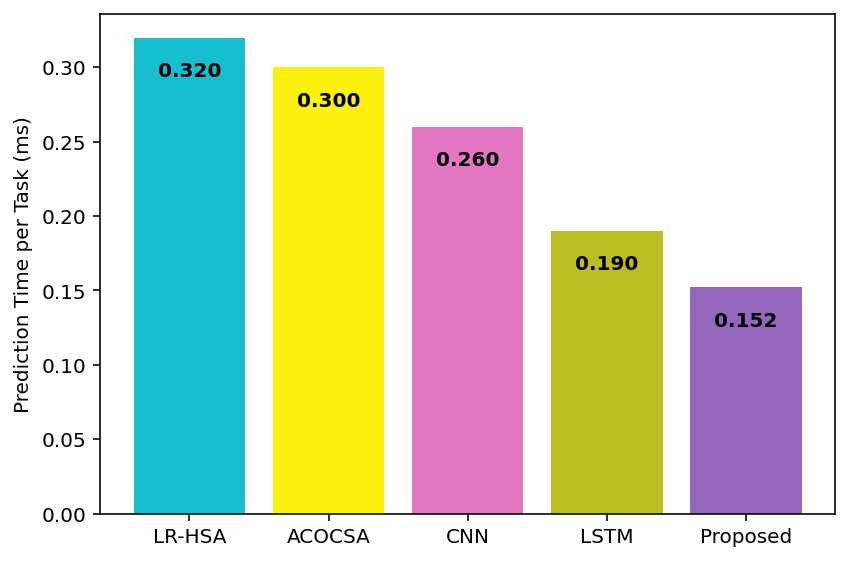 Prediction Time per Task (ms)
0.30
0.25
0.20
0.15
0.10
0.05
0.00
0.320
0.300
0.260
0.190
0.152
LR-HSA
ACOCSA
CNN
LSTM
Proposed